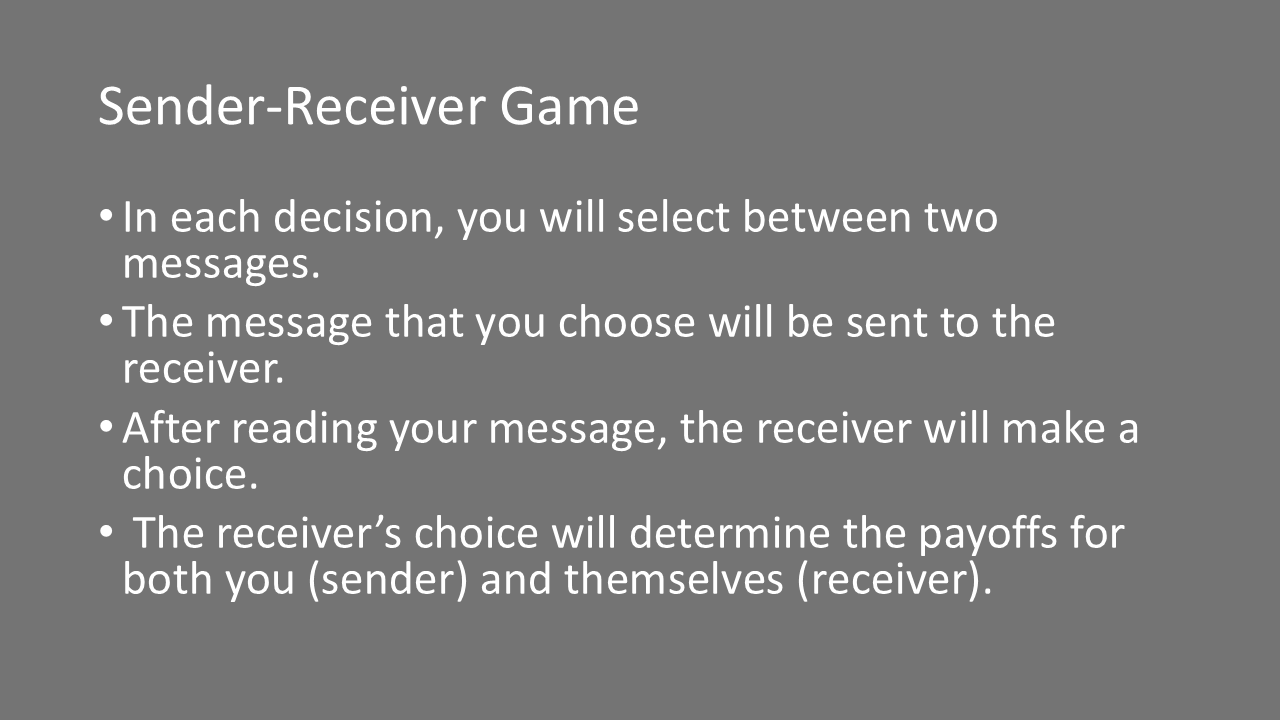 Sender-Receiver Game
• In each decision, you will select between two
messages.
• The message that you choose will be sent to the
receiver.
• After reading your message, the receiver will make a
choice.
• The receiver’s choice will determine the payoffs for
both you (sender) and themselves (receiver).